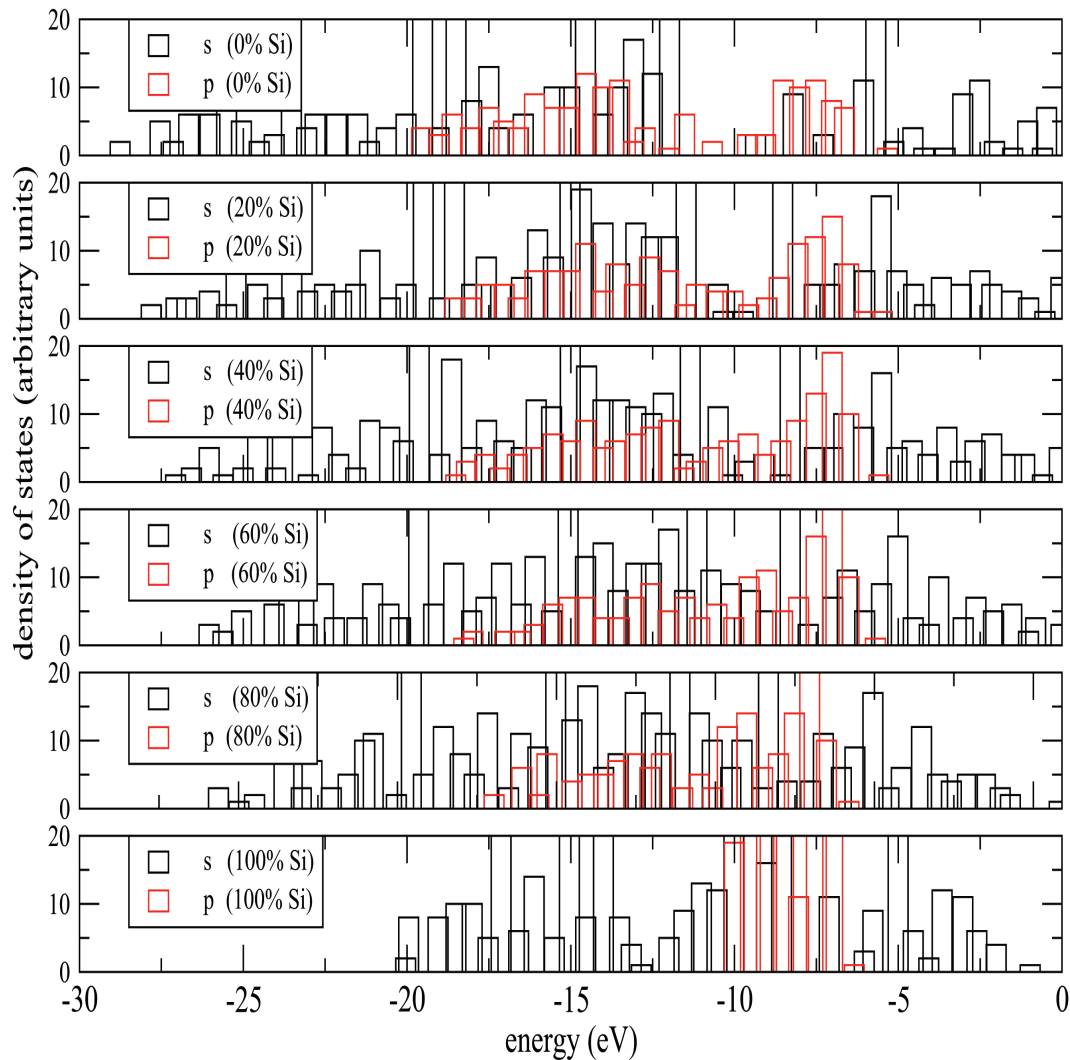 density of states (arbitrary units)
20
10
0
s (0% Si)
p (0% Si)
20
10
0
s (20% Si)
p (20% Si)
20
10
0
s (40% Si)
p (40% Si)
20
10
0
s (60% Si)
p (60% Si)
20
10
0
s (80% Si)
p (80% Si)
20
10
0
s (100% Si)
p (100% Si)
-30 -25 -20 -15 -10 -5 0
energy (eV)